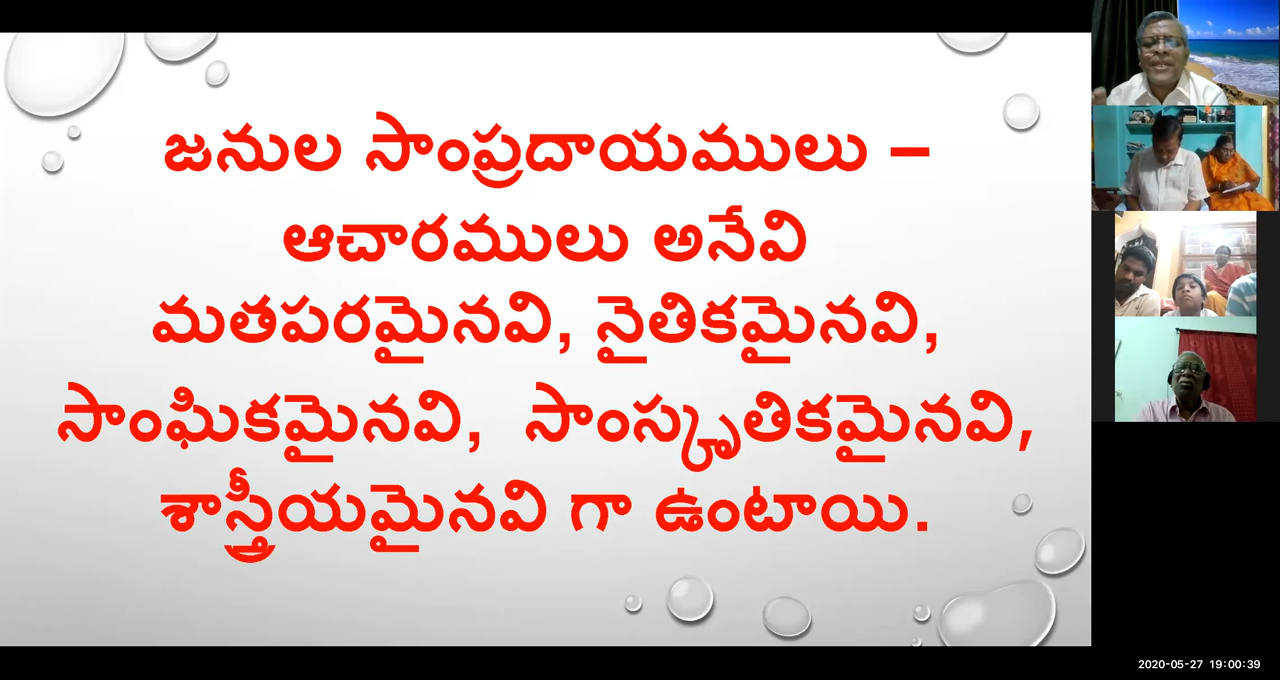 జనుల సాంప్రదాయములు –
ఆచారములు అనేవి
మతపరమైనవి, నైతికమైనవి,
సాంఘికమైనవి,  సాంస్కృతికమైనవి,
శాస్త్రీయమైనవి గా ఉంటాయి.
2020-05-27 19:00:39